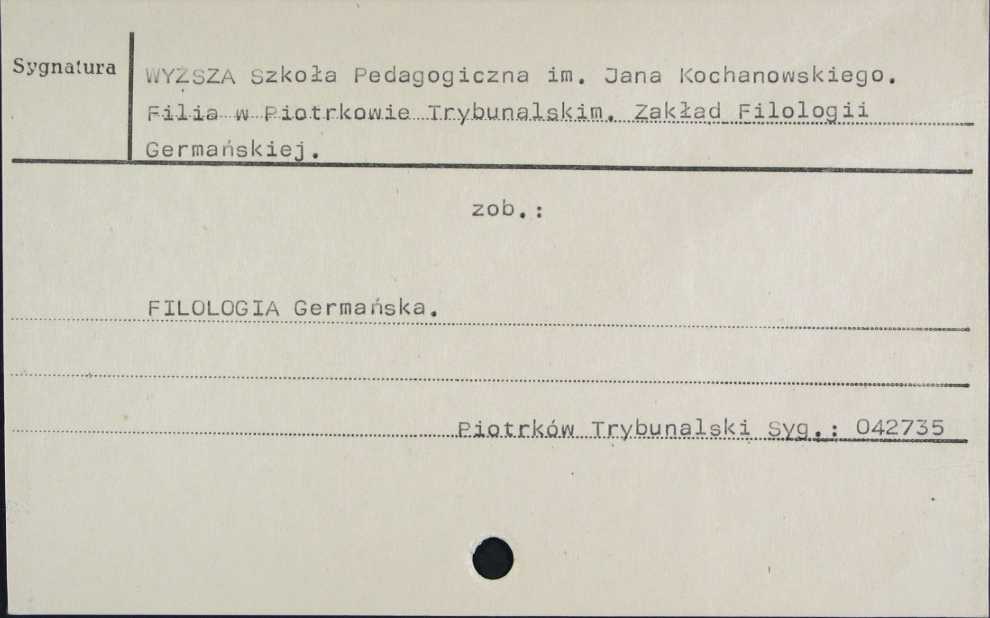 Sygnatura
WYŻSZA Szkoła Pedagogiczna im. Jana Kochanowskiego.
Filia w Piotrkowie Trybunalskim. Zakład Filologii
Germańskiej.
zob.:
FILOLOGIA Germańska.
Piotrków Trybunalski Syg.: 042735